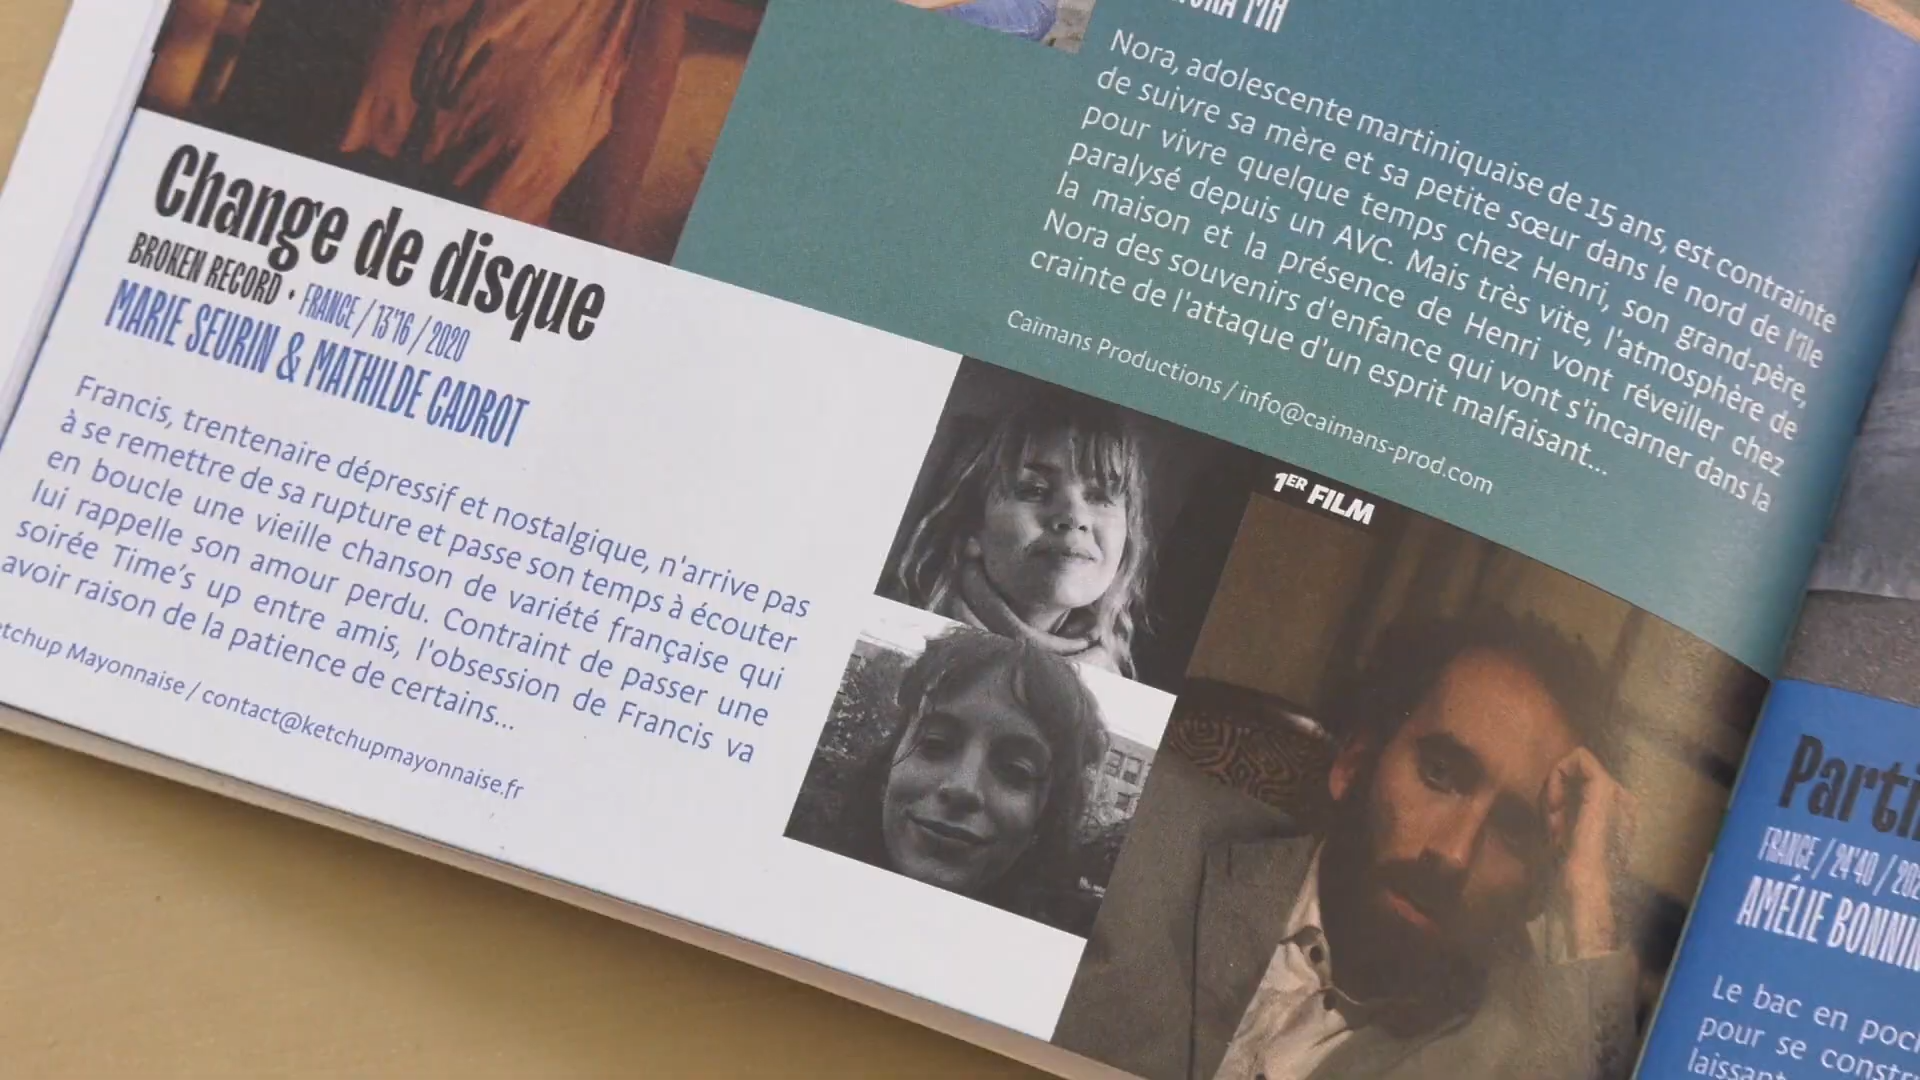 Change de disque
BROKEN RECORD • FRANCE / 13'16 / 2020
MARIE SEURIN & MATHILDE CADROT
Francis, trentenaire dépressif et nostalgique, n'arrive pas
à se remettre de sa rupture et passe son temps à écouter
en boucle une vieille chanson de variété française qui
lui rappelle son amour perdu. Contraint de passer une
soirée Time's up entre amis, l'obsession de Francis va
avoir raison de la patience de certains...
etchup Mayonnaise / contact@ketchupmayonnaise.fr
Nora, adolescente martiniquaise de 15 ans, est contrainte
de suivre sa mère et sa petite sœur dans le nord de l'île
pour vivre quelque temps chez Henri, son grand-père,
paralysé depuis un AVC. Mais très vite, l'atmosphère de
la maison et la présence de Henri vont réveiller chez
Nora des souvenirs d'enfance qui vont s'incarner dans la
crainte de l'attaque d'un esprit malfaisant...
Caïmans Productions / info@caimans-prod.com
1ER FILM
Parti
FRANCE / 24'40 / 202
AMÉLIE BONNIN
Le bac en poch
pour se constr
laissant